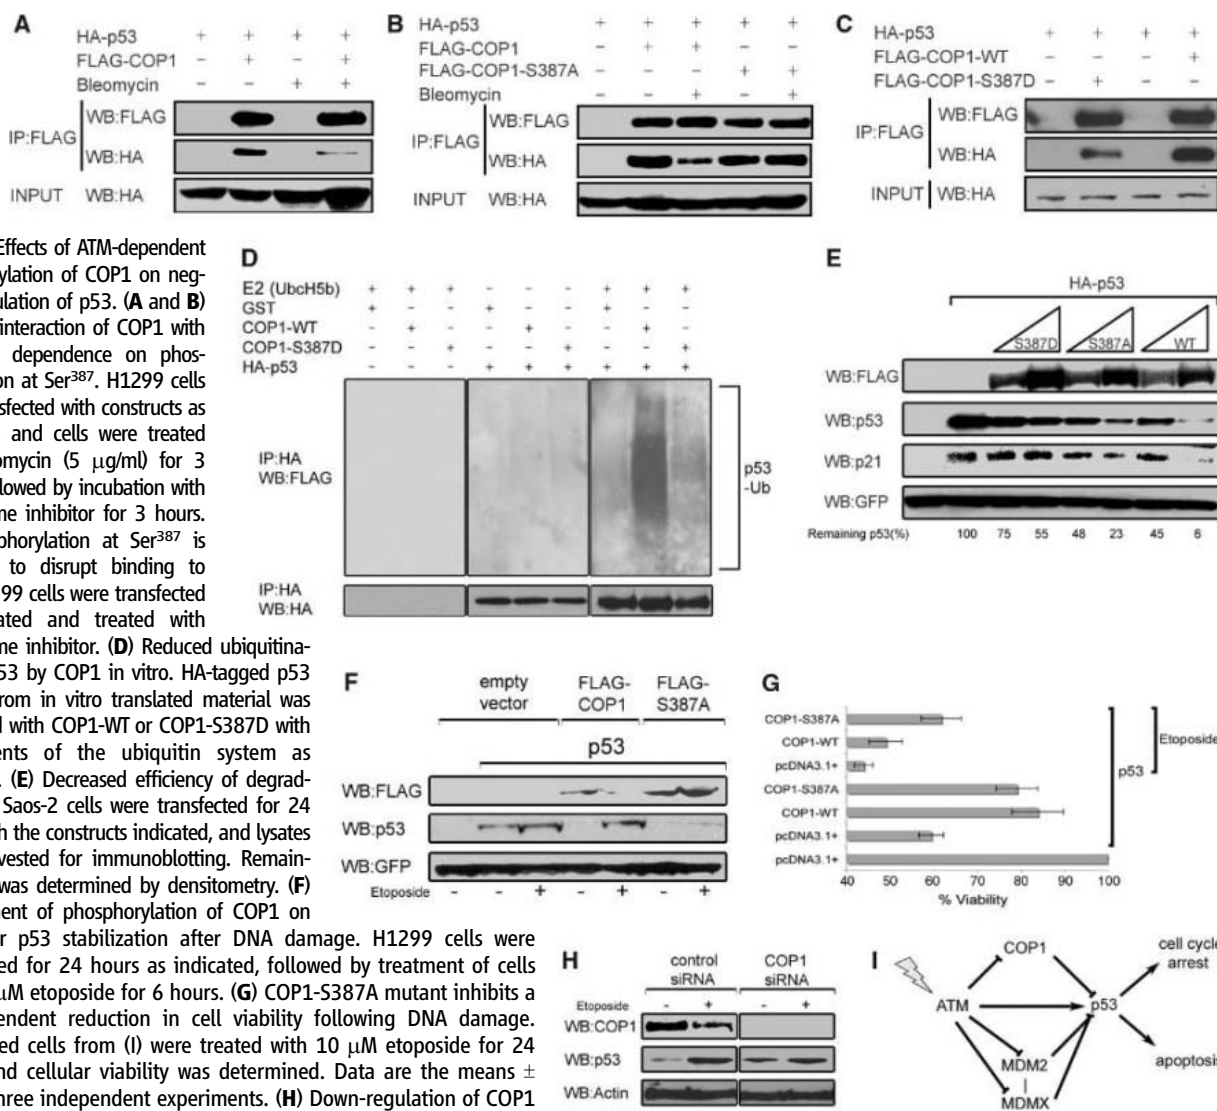 A
HA-p53 + + + +
FLAG-COP1 - + - +
Bleomycin - - + +
IP:FLAG
WB:FLAG
WB:HA
INPUT WB:HA
B
HA-p53 + + + + +
FLAG-COP1 - + + - -
FLAG-COP1-S387A - - - + +
Bleomycin - - + - +
IP:FLAG
WB:FLAG
WB:HA
INPUT WB:HA
C
HA-p53 + + + +
FLAG-COP1-WT - - - +
FLAG-COP1-S387D - + - -
IP:FLAG
WB:FLAG
WB:HA
INPUT WB:HA
Effects of ATM-dependent
ylation of COP1 on neg-
ulation of p53. (A and B)
interaction of COP1 with
dependence on phos-
on at Ser387. H1299 cells
sfected with constructs as
and cells were treated
omycin (5 μg/ml) for 3
llowed by incubation with
me inhibitor for 3 hours.
phorylation at Ser387 is
to disrupt binding to
99 cells were transfected
ated and treated with
me inhibitor. (D) Reduced ubiquitina-
53 by COP1 in vitro. HA-tagged p53
rom in vitro translated material was
d with COP1-WT or COP1-S387D with
ents of the ubiquitin system as
. (E) Decreased efficiency of degrad-
Saos-2 cells were transfected for 24
h the constructs indicated, and lysates
vested for immunoblotting. Remain-
was determined by densitometry. (F)
ment of phosphorylation of COP1 on
r p53 stabilization after DNA damage. H1299 cells were
ed for 24 hours as indicated, followed by treatment of cells
μM etoposide for 6 hours. (G) COP1-S387A mutant inhibits a
endent reduction in cell viability following DNA damage.
ed cells from (I) were treated with 10 μM etoposide for 24
nd cellular viability was determined. Data are the means ±
hree independent experiments. (H) Down-regulation of COP1
D
E2 (UbcH5b) + + + - - - + + +
GST + - - + - - + - -
COP1-WT - + - - + - - + -
COP1-S387D - - + - - + - - +
HA-p53 - - - + + + + + +
IP:HA
WB:FLAG
p53
-Ub
IP:HA
WB:HA
E
HA-p53
S387D S387A WT
WB:FLAG
WB:p53
WB:p21
WB:GFP
Remaining p53(%) 100 75 55 48 23 45 6
F
empty vector
FLAG-COP1
FLAG-S387A
p53
WB:FLAG
WB:p53
WB:GFP
Etoposide - - + - + - +
G
COP1-S387A
COP1-WT
pcDNA3.1+
COP1-S387A
COP1-WT
pcDNA3.1+
pcDNA3.1+
40 50 60 70 80 90 100
% Viability
p53
Etoposide
H
control siRNA
COP1 siRNA
Etoposide - + - +
WB:COP1
WB:p53
WB:Actin
I
COP1
ATM
p53
MDM2
MDMX
cell cycle
arrest
apoptosis